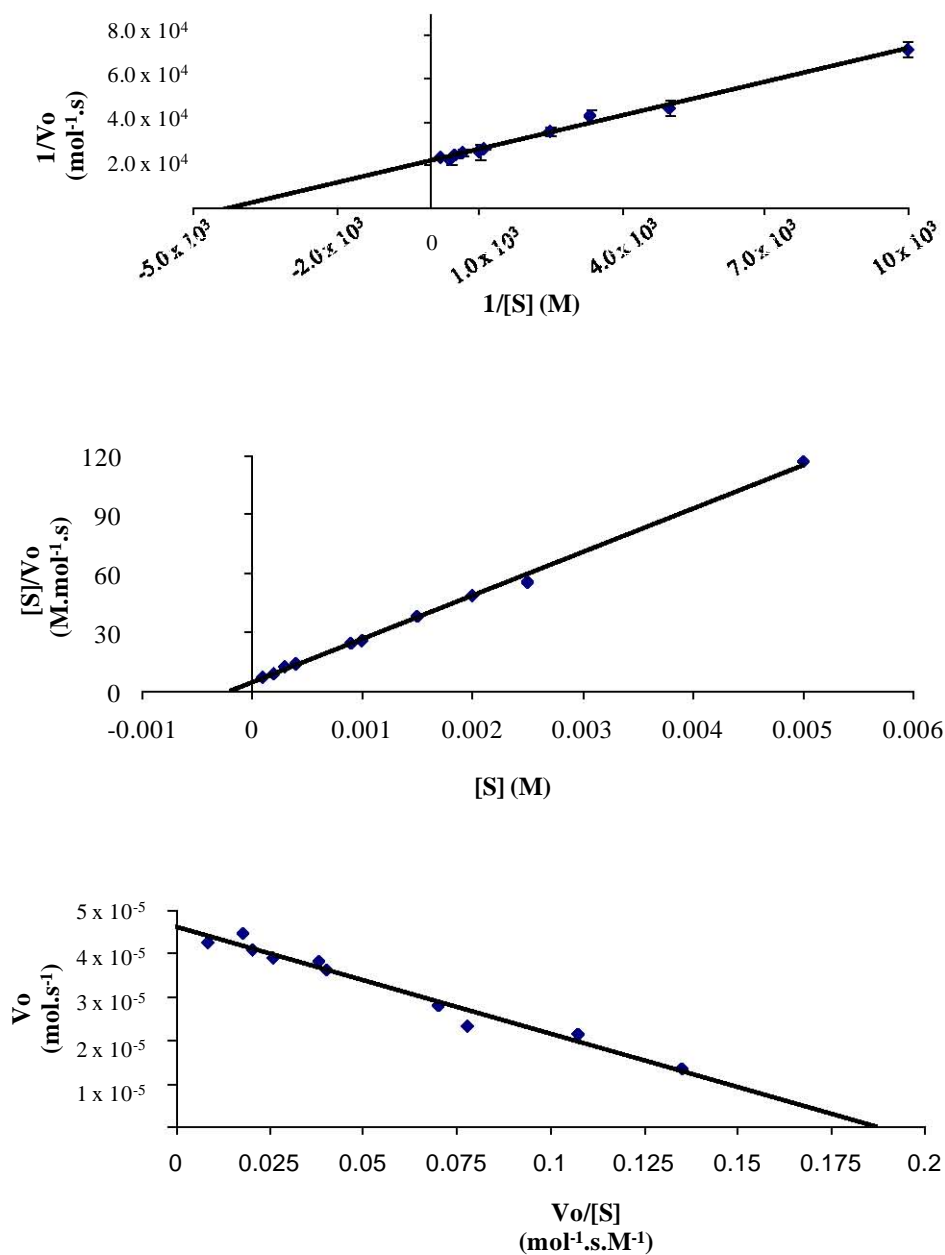 8.0 x 10⁴
6.0 x 10⁴
4.0 x 10⁴
2.0 x 10⁴
1/Vo
(mol⁻¹.s)
-5.0 x 10³
-2.0 x 10³
0
1.0 x 10³
4.0 x 10³
7.0 x 10³
10 x 10³
1/[S] (M)
120
90
60
30
0
[S]/Vo
(M.mol⁻¹.s)
-0.001
0
0.001
0.002
0.003
0.004
0.005
0.006
[S] (M)
5 x 10⁻⁵
4 x 10⁻⁵
3 x 10⁻⁵
2 x 10⁻⁵
1 x 10⁻⁵
Vo
(mol.s⁻¹)
0
0.025
0.05
0.075
0.1
0.125
0.15
0.175
0.2
Vo/[S]
(mol⁻¹.s.M⁻¹)